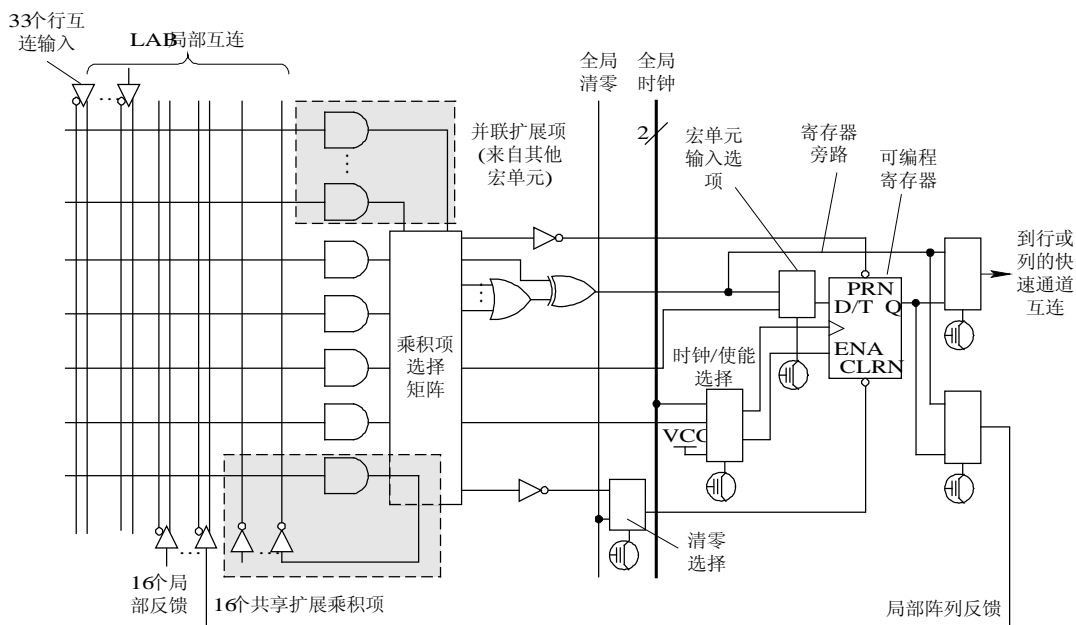 33个行互
连输入
LAB局部互连
全局
清零
全局
时钟
2
并联扩展项
(来自其他
宏单元)
宏单元
输入选
项
寄存器
旁路
可编程
寄存器
到行或
列的快
速通道
互连
PRN
D/T Q
ENA
CLRN
乘积项
选择
矩阵
时钟/使能
选择
VCC
清零
选择
16个局
部反馈
16个共享扩展乘积项
局部阵列反馈